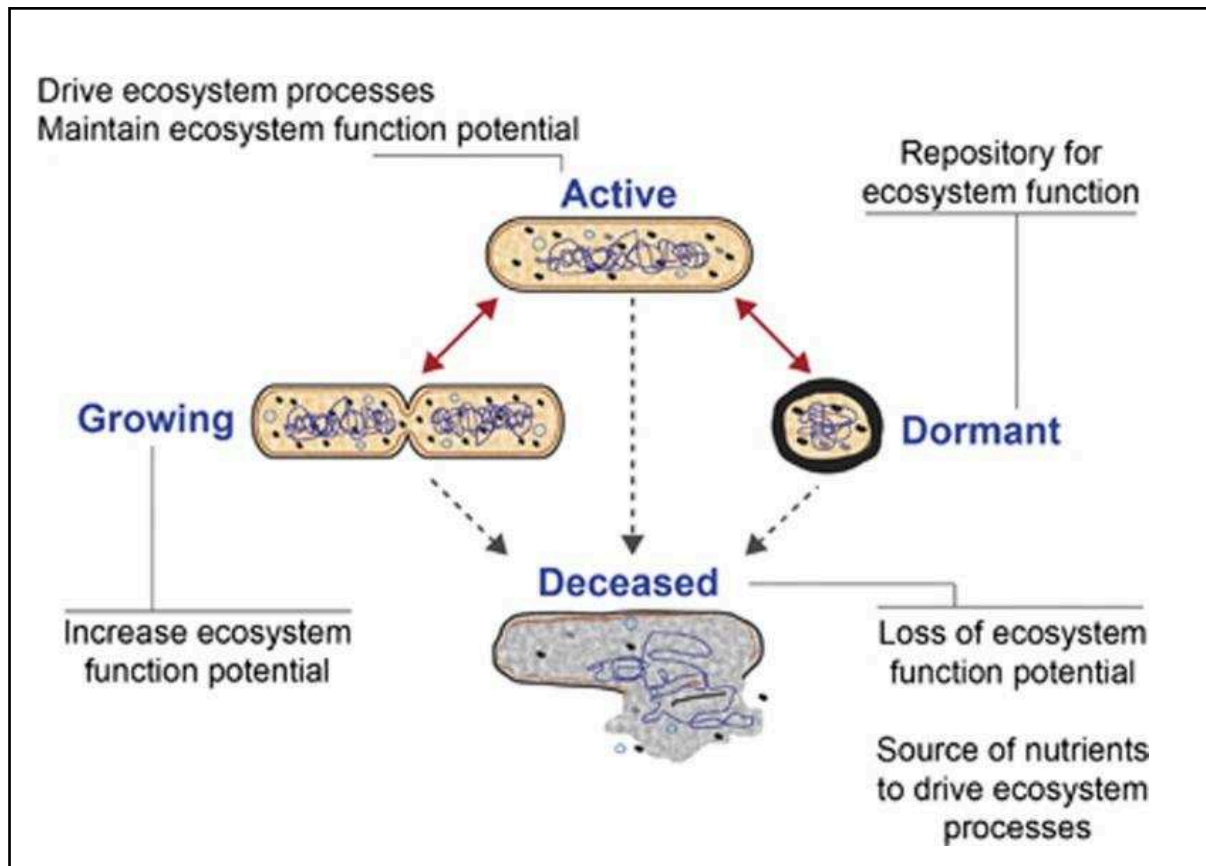 Drive ecosystem processes
Maintain ecosystem function potential
Active
Repository for
ecosystem function
Growing
Dormant
Deceased
Increase ecosystem
function potential
Loss of ecosystem
function potential
Source of nutrients
to drive ecosystem
processes